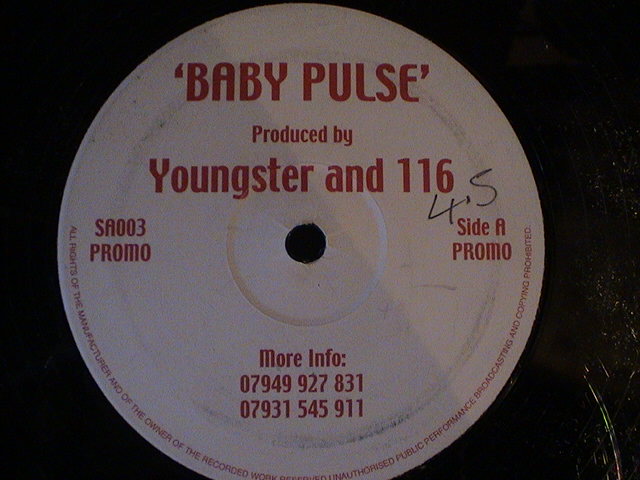 'BABY PULSE'
Produced by
Youngster and 116
4.5
SA003
PROMO
Side A
PROMO
More Info:
07949 927 831
07931 545 911
ALL RIGHTS OF THE MANUFACTURER AND OF THE OWNER OF THE RECORDED WORK RESERVED UNAUTHORISED PUBLIC PERFORMANCE BROADCASTING AND COPYING PROHIBITED.